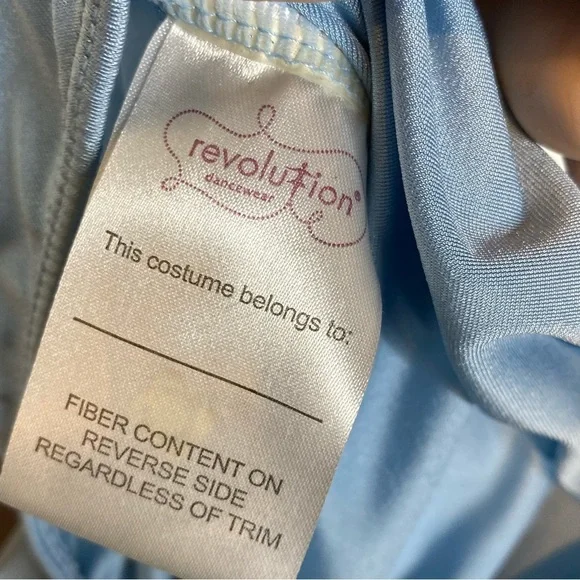 revolution®
dancewear
This costume belongs to:
FIBER CONTENT ON
REVERSE SIDE
REGARDLESS OF TRIM